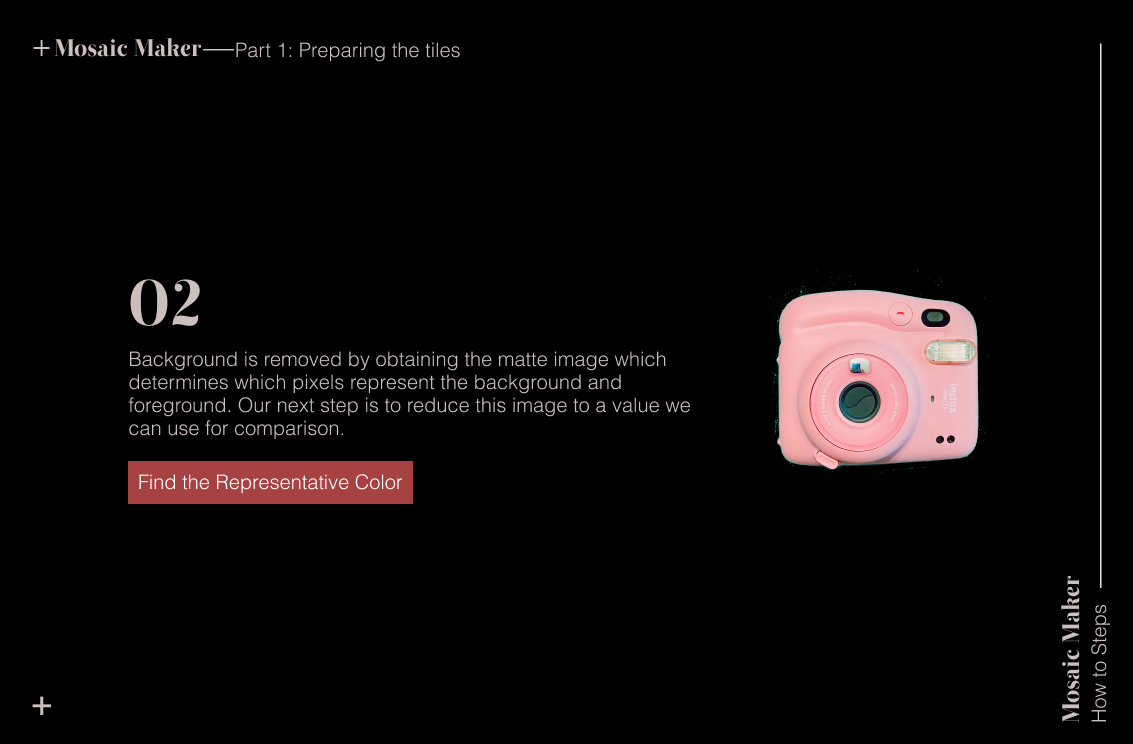 + Mosaic Maker — Part 1: Preparing the tiles
02
Background is removed by obtaining the matte image which
determines which pixels represent the background and
foreground. Our next step is to reduce this image to a value we
can use for comparison.
Find the Representative Color
instax
Mosaic Maker
How to Steps
+